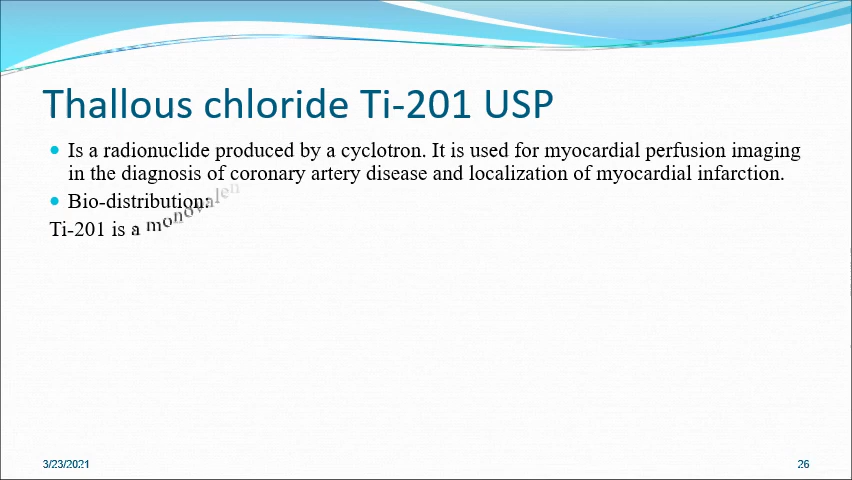 Thallous chloride Ti-201 USP
Is a radionuclide produced by a cyclotron. It is used for myocardial perfusion imaging
in the diagnosis of coronary artery disease and localization of myocardial infarction.
Bio-distribution:
Ti-201 is a monovalen
3/23/2021
26